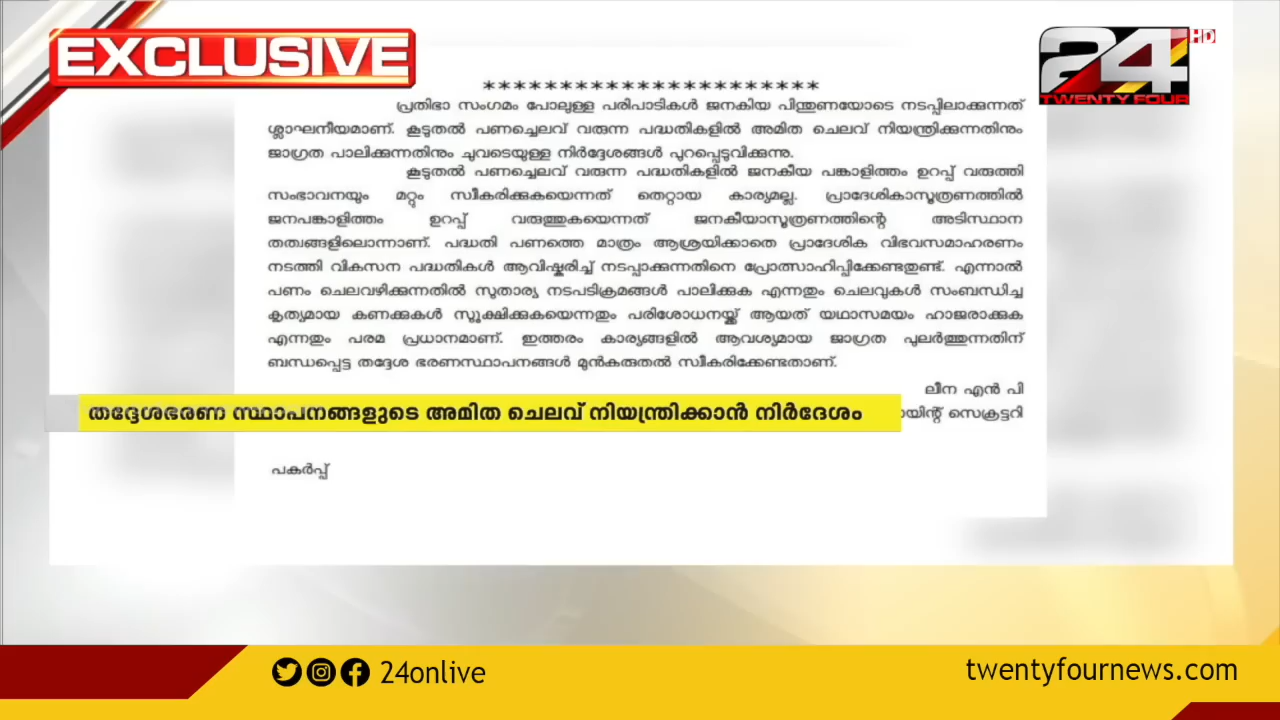 EXCLUSIVE
24
HD
TWENTY FOUR
**********************
പ്രതിഭാ സംഗമം പോലുള്ള പരിപാടികൾ ജനകിയ പിന്തുണയോടെ നടപ്പിലാക്കുന്നത്
ശ്ലാഘനീയമാണ്. കൂടുതൽ പണച്ചെലവ് വരുന്ന പദ്ധതികളിൽ അമിത ചെലവ് നിയന്ത്രിക്കുന്നതിനും
ജാഗ്രത പാലിക്കുന്നതിനും ചുവടെയുള്ള നിർദ്ദേശങ്ങൾ പുറപ്പെടുവിക്കുന്നു.
കൂടുതൽ പണച്ചെലവ് വരുന്ന പദ്ധതികളിൽ ജനകീയ പങ്കാളിത്തം ഉറപ്പ് വരുത്തി
സംഭാവനയും മറ്റും സ്വീകരിക്കുകയെന്നത് തെറ്റായ കാര്യമല്ല. പ്രാദേശികാസൂത്രണത്തിൽ
ജനപങ്കാളിത്തം ഉറപ്പ് വരുത്തുകയെന്നത് ജനകീയാസൂത്രണത്തിന്റെ അടിസ്ഥാന
തത്വങ്ങളിലൊന്നാണ്. പദ്ധതി പണത്തെ മാത്രം ആശ്രയിക്കാതെ പ്രാദേശിക വിഭവസമാഹരണം
നടത്തി വികസന പദ്ധതികൾ ആവിഷ്കരിച്ച് നടപ്പാക്കുന്നതിനെ പ്രോത്സാഹിപ്പിക്കേണ്ടതുണ്ട്. എന്നാൽ
പണം ചെലവഴിക്കുന്നതിൽ സുതാര്യ നടപടിക്രമങ്ങൾ പാലിക്കുക എന്നതും ചെലവുകൾ സംബന്ധിച്ച
കൃത്യമായ കണക്കുകൾ സൂക്ഷിക്കുകയെന്നതും പരിശോധനയ്ക്ക് ആയത് യഥാസമയം ഹാജരാക്കുക
എന്നതും പരമ പ്രധാനമാണ്. ഇത്തരം കാര്യങ്ങളിൽ ആവശ്യമായ ജാഗ്രത പുലർത്തുന്നതിന്
ബന്ധപ്പെട്ട തദ്ദേശ ഭരണസ്ഥാപനങ്ങൾ മുൻകരുതൽ സ്വീകരിക്കേണ്ടതാണ്.
ലീന എൻ പി
സെക്രട്ടറി
തദ്ദേശഭരണ സ്ഥാപനങ്ങളുടെ അമിത ചെലവ് നിയന്ത്രിക്കാൻ നിർദേശം
പകർപ്പ്
24onlive
twentyfournews.com